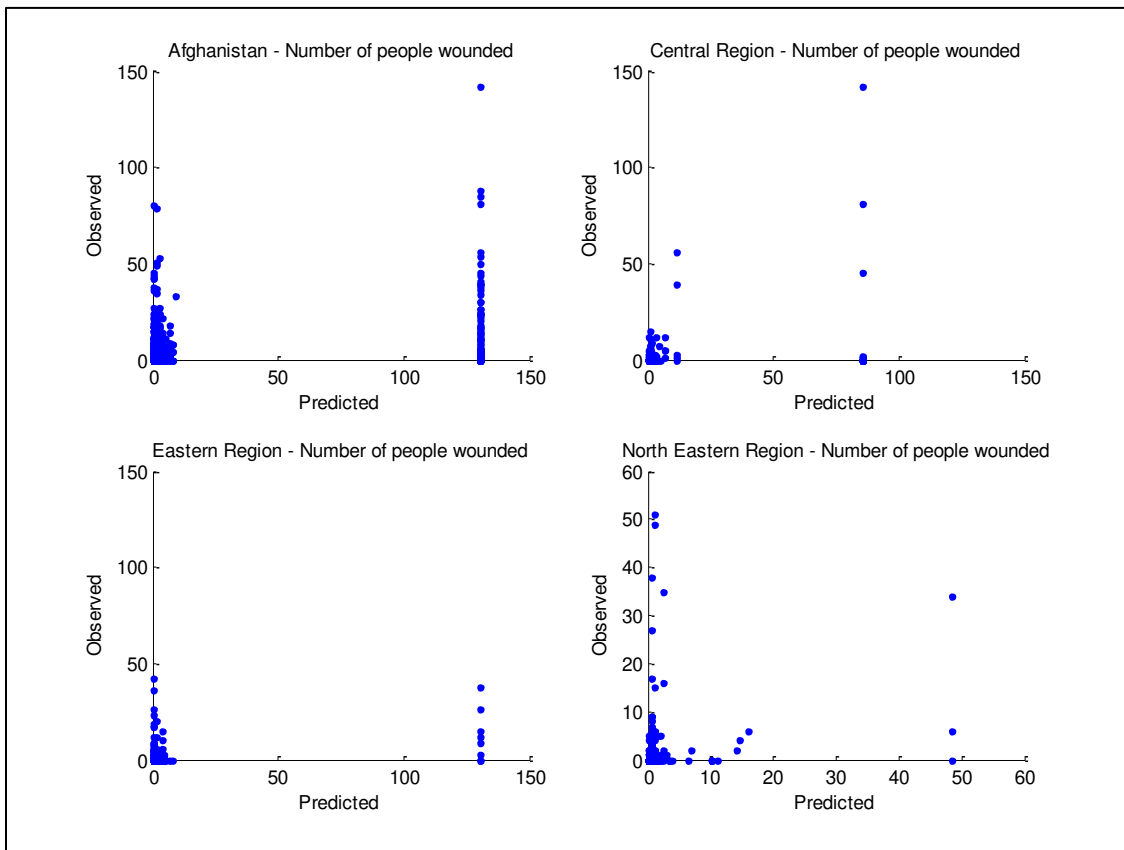 Afghanistan - Number of people wounded
150
100
50
0
Observed
0 50 100 150
Predicted
Central Region - Number of people wounded
150
100
50
0
Observed
0 50 100 150
Predicted
Eastern Region - Number of people wounded
150
100
50
0
Observed
0 50 100 150
Predicted
North Eastern Region - Number of people wounded
60
50
40
30
20
10
0
Observed
0 10 20 30 40 50 60
Predicted